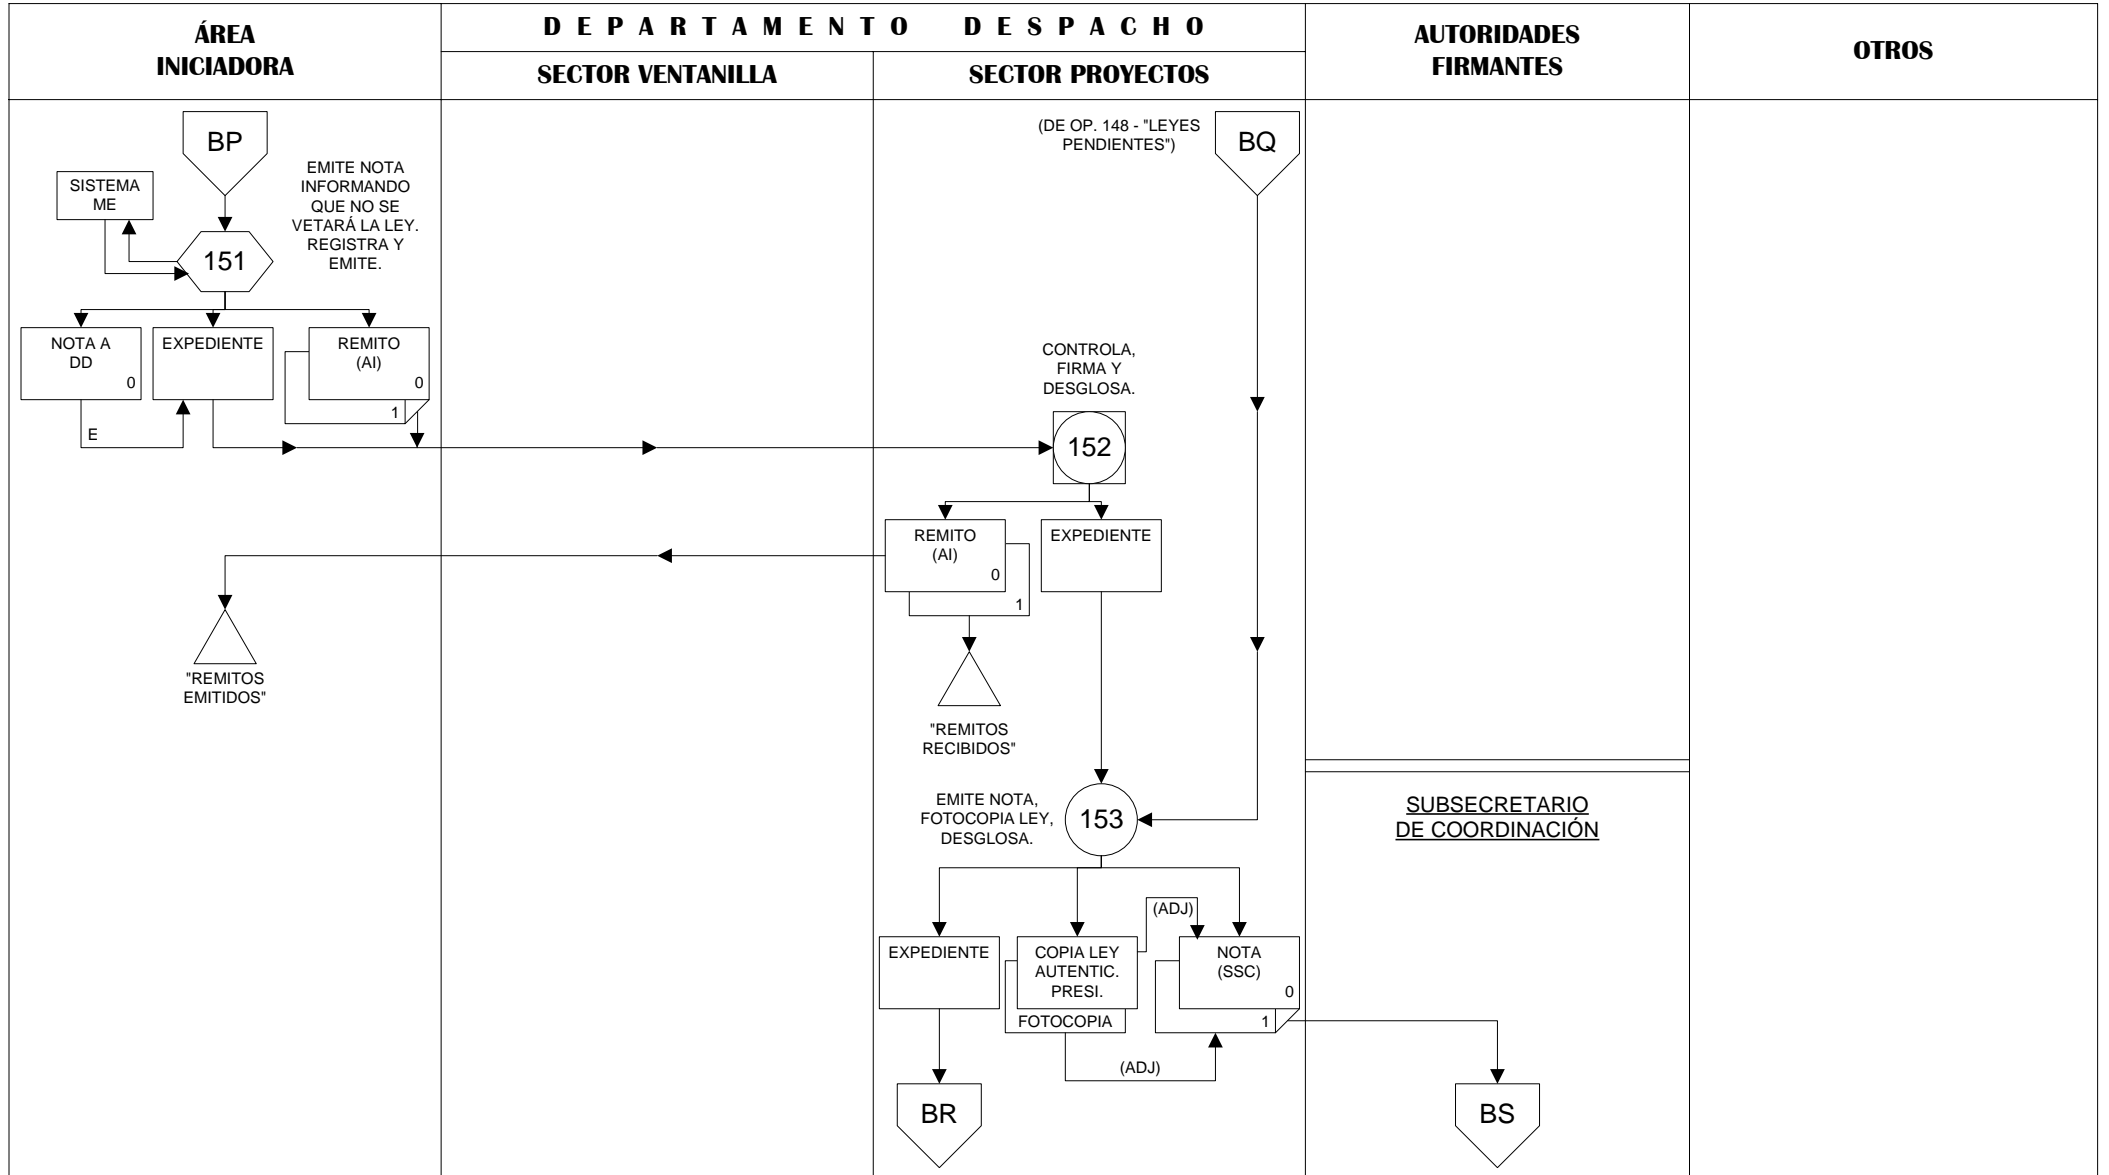 ÁREA
INICIADORA
DEPARTAMENTO DESPACHO
SECTOR VENTANILLA
SECTOR PROYECTOS
AUTORIDADES
FIRMANTES
OTROS
BP
SISTEMA
ME
EMITE NOTA
INFORMANDO
QUE NO SE
VETARÁ LA LEY.
REGISTRA Y
EMITE.
151
NOTA A
DD
0
EXPEDIENTE
REMITO
(AI)
0
1
E
(DE OP. 148 - "LEYES
PENDIENTES")
BQ
CONTROLA,
FIRMA Y
DESGLOSA.
152
REMITO
(AI)
0
1
EXPEDIENTE
"REMITOS
EMITIDOS"
"REMITOS
RECIBIDOS"
EMITE NOTA,
FOTOCOPIA LEY,
DESGLOSA.
153
SUBSECRETARIO
DE COORDINACIÓN
(ADJ)
EXPEDIENTE
COPIA LEY
AUTENTIC.
PRESI.
FOTOCOPIA
NOTA
(SSC)
0
1
(ADJ)
BR
BS